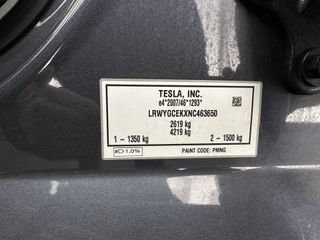 TESLA, INC.
e4*2007/46*1293*
LRWYGCEKXNC463650
2619 kg
4219 kg
1 - 1350 kg 2 - 1500 kg
1.0% PAINT CODE: PMNG